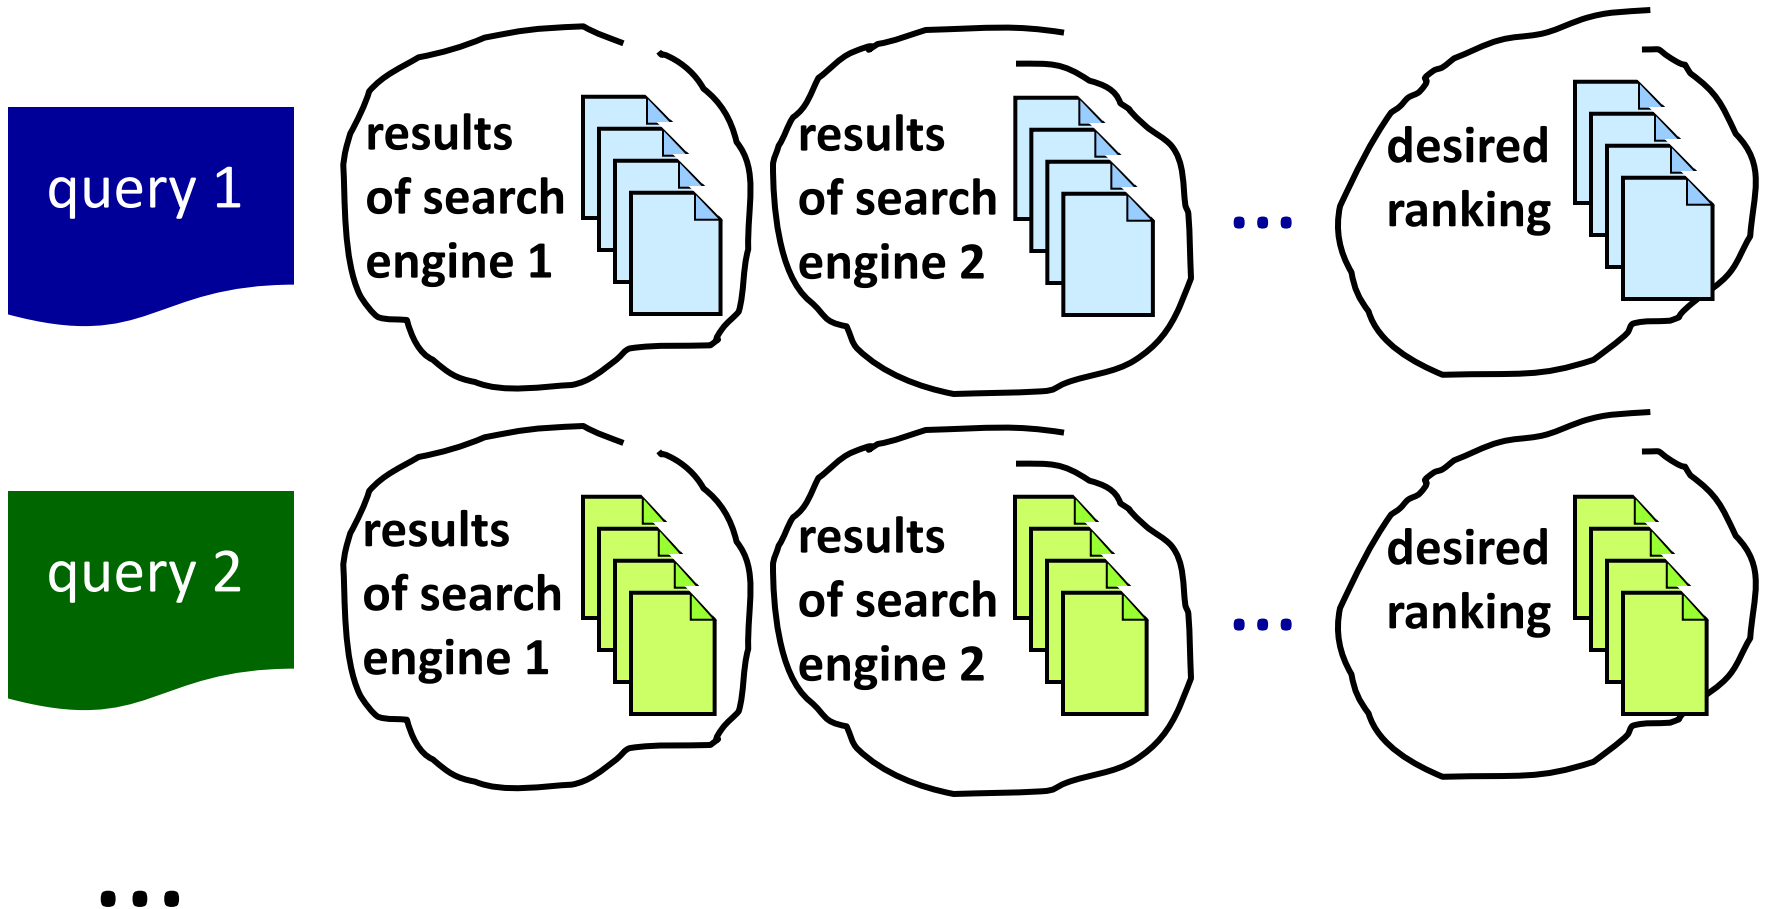 query 1
results
of search
engine 1
results
of search
engine 2
...
desired
ranking
query 2
results
of search
engine 1
results
of search
engine 2
...
desired
ranking
...